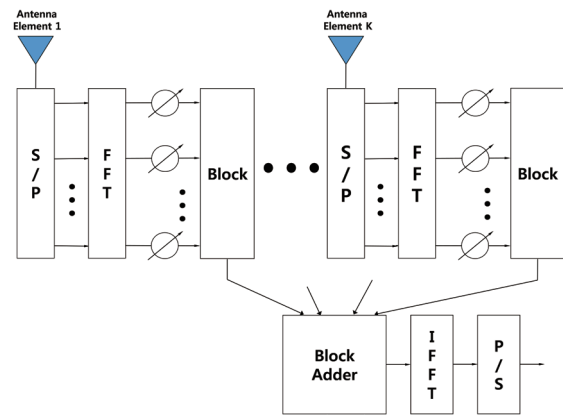 Antenna
Element 1
Antenna
Element K
S
/
P
F
F
T
Block
S
/
P
F
F
T
Block
Block
Adder
I
F
F
T
P
/
S